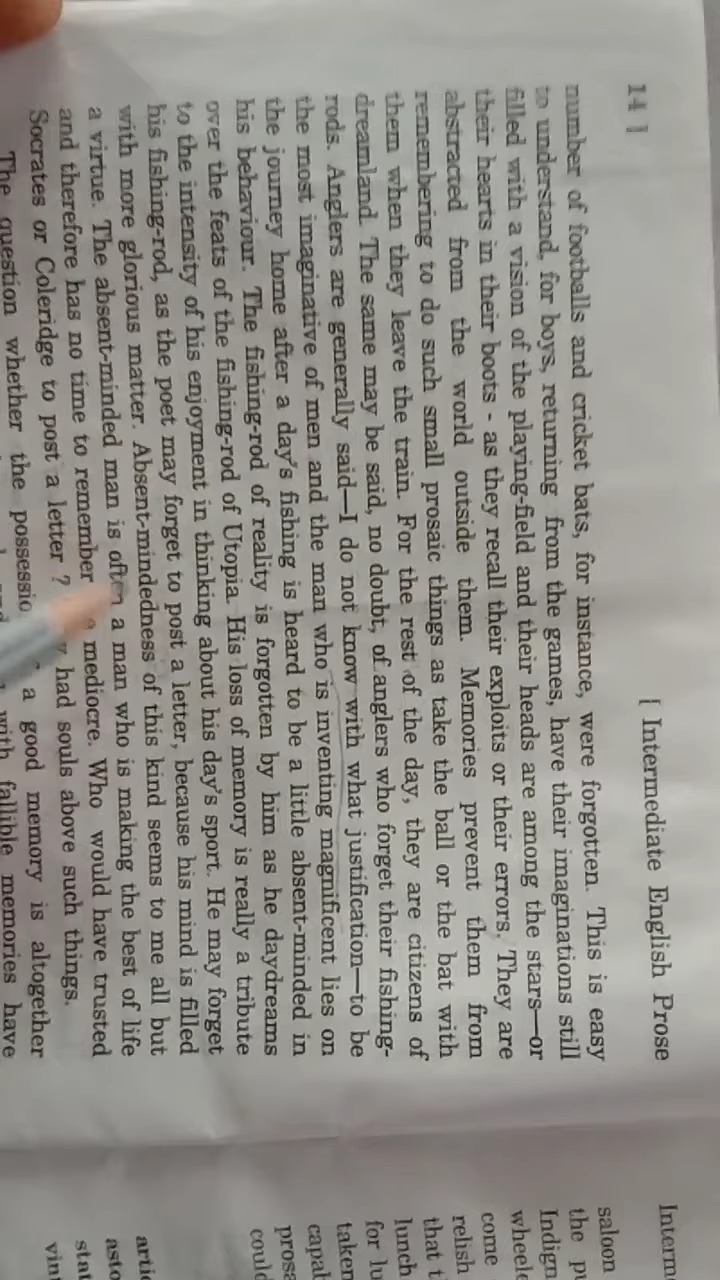 14 ]
[ Intermediate English Prose
number of footballs and cricket bats, for instance, were forgotten. This is easy
to understand, for boys, returning from the games, have their imaginations still
filled with a vision of the playing-field and their heads are among the stars—or
their hearts in their boots - as they recall their exploits or their errors. They are
abstracted from the world outside them. Memories prevent them from
remembering to do such small prosaic things as take the ball or the bat with
them when they leave the train. For the rest of the day, they are citizens of
dreamland. The same may be said, no doubt, of anglers who forget their fishing-
rods. Anglers are generally said—I do not know with what justification—to be
the most imaginative of men and the man who is inventing magnificent lies on
the journey home after a day's fishing is heard to be a little absent-minded in
his behaviour. The fishing-rod of reality is forgotten by him as he daydreams
over the feats of the fishing-rod of Utopia. His loss of memory is really a tribute
to the intensity of his enjoyment in thinking about his day's sport. He may forget
his fishing-rod, as the poet may forget to post a letter, because his mind is filled
with more glorious matter. Absent-mindedness of this kind seems to me all but
a virtue. The absent-minded man is often a man who is making the best of life
and therefore has no time to remember mediocre. Who would have trusted
Socrates or Coleridge to post a letter ? had souls above such things.
The question whether the a good memory is altogether
with fallible memories have
Interm
saloon
the pu
Indign
wheele
come
relish
that t
lunch
for lu
taken
capab
prosa
could
artic
asto
stat
vint